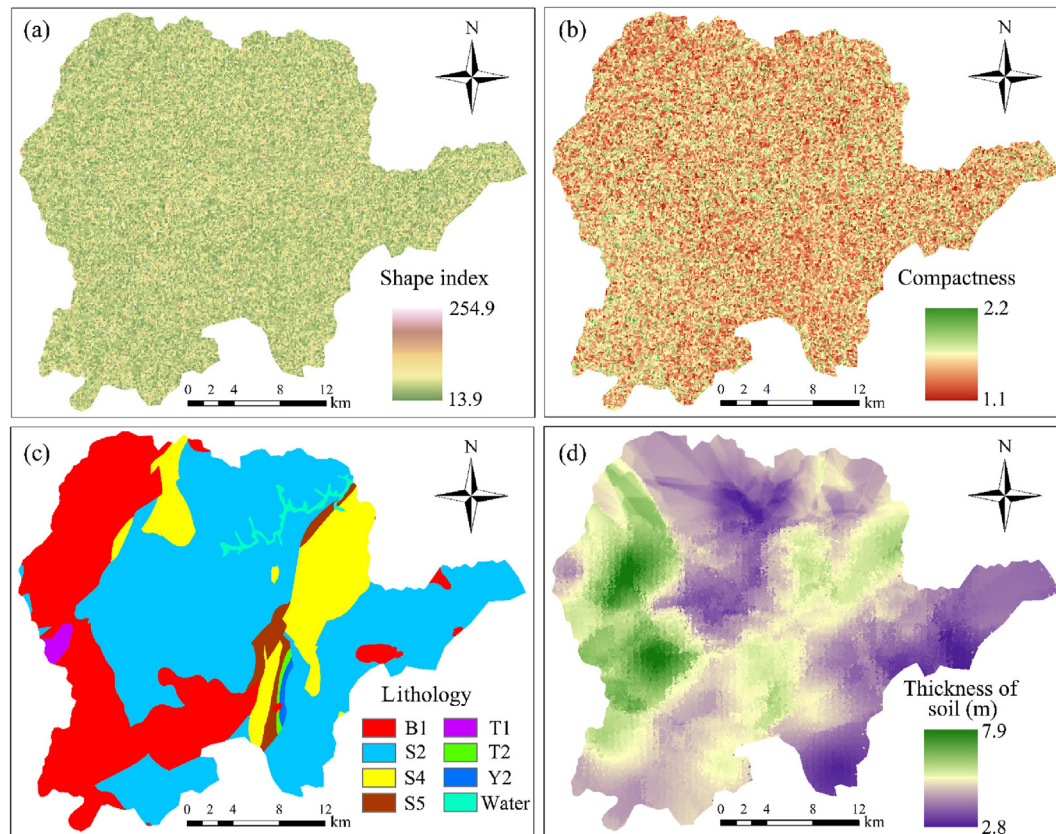 (a)
N
Shape index
254.9
13.9
0 2 4 8 12
km
(b)
N
Compactness
2.2
1.1
0 2 4 8 12
km
(c)
N
Lithology
B1 T1
S2 T2
S4 Y2
S5 Water
0 2 4 8 12
km
(d)
N
Thickness of
soil (m)
7.9
2.8
0 2 4 8 12
km